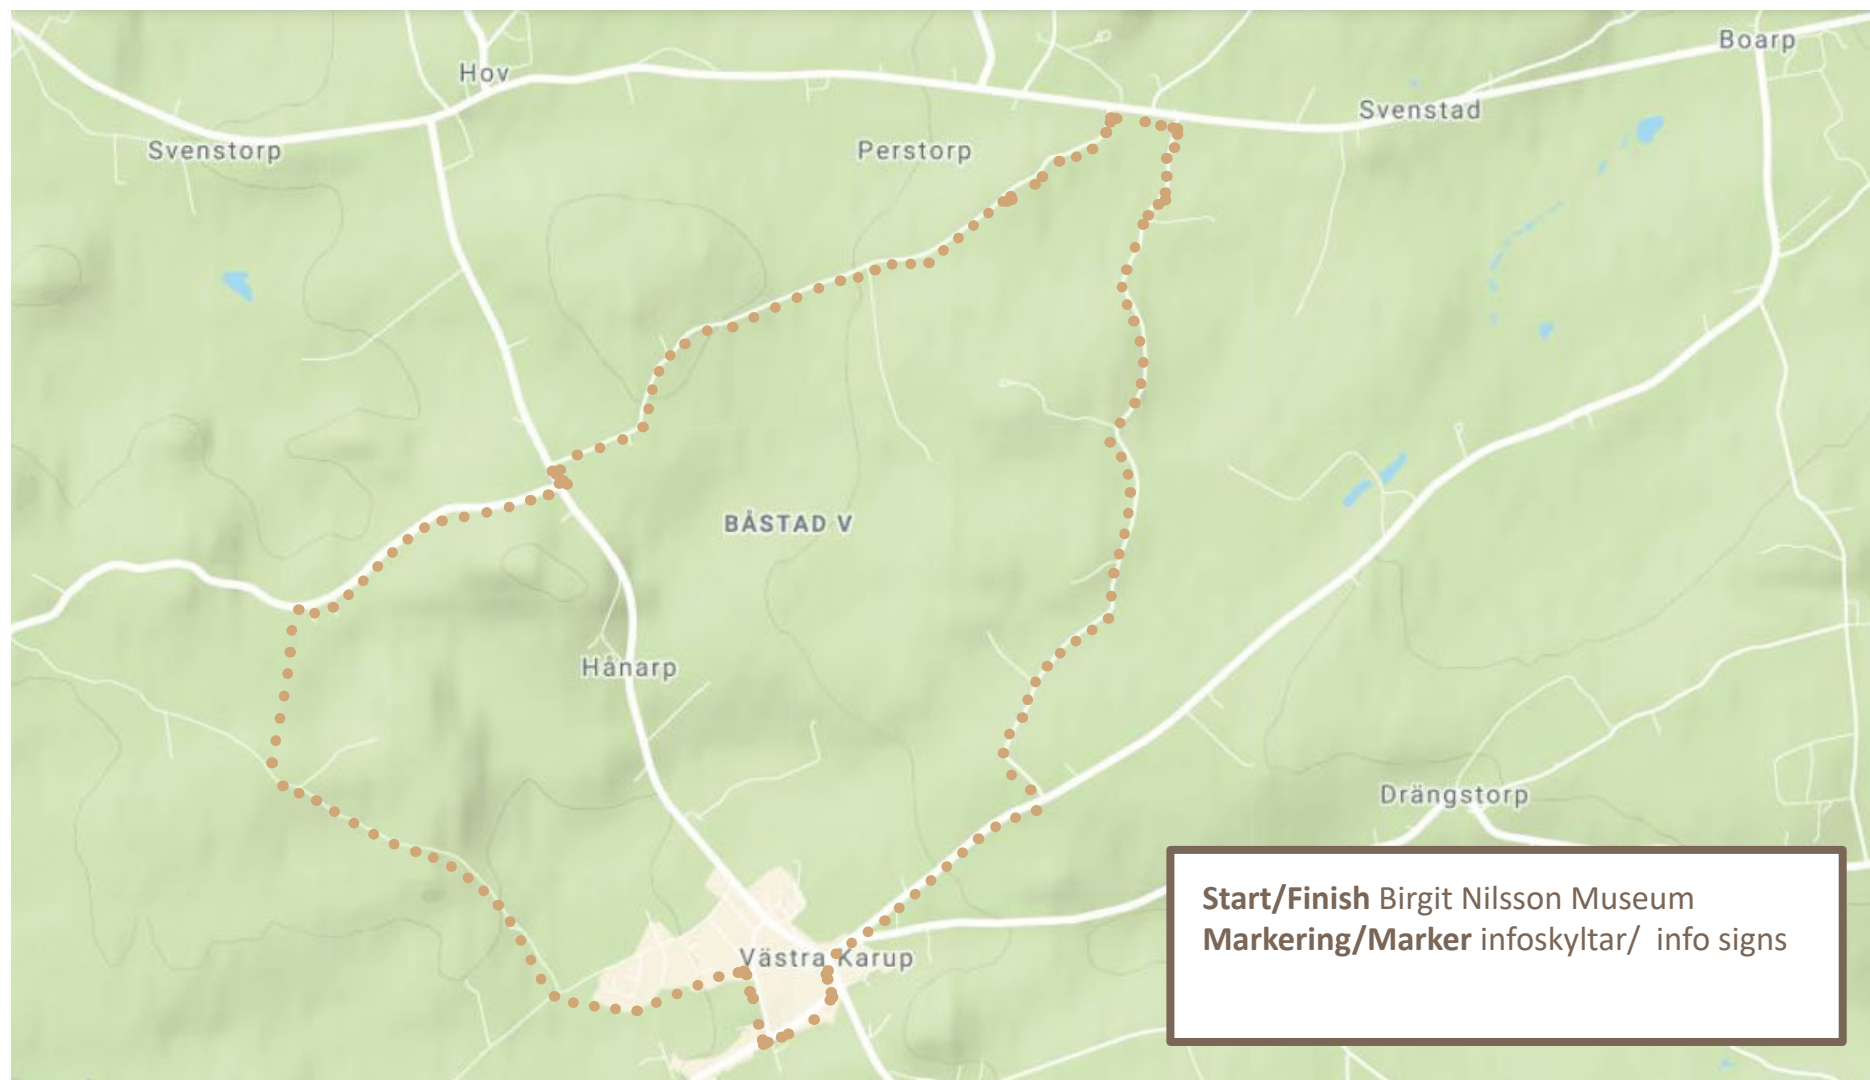 Boarp
Hov
Svenstad
Svenstorp
Perstorp
BÅSTAD V
Hånarp
Drängstorp
Västra Karup
Start/Finish Birgit Nilsson Museum
Markering/Marker infoskyltar/ info signs